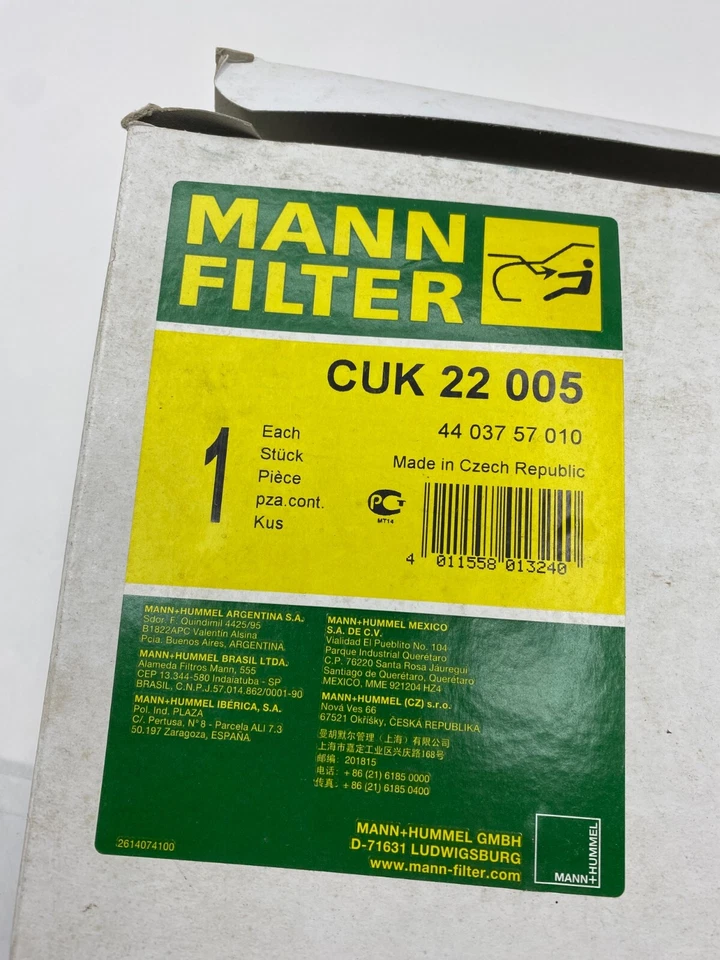 MANN
FILTER
CUK 22 005
1
Each
Stück
Pièce
pza.cont.
Kus
44 037 57 010
Made in Czech Republic
PCT
MT14
4 011558 013240
MANN+HUMMEL ARGENTINA S.A.
Sdor. F. Quindimil 4425/95
B1822APC Valentín Alsina
Pcia. Buenos Aires, ARGENTINA
MANN+HUMMEL BRASIL LTDA.
Alameda Filtros Mann, 555
CEP 13.344-580 Indaiatuba - SP
BRASIL, C.N.P.J.57.014.862/0001-90
MANN+HUMMEL IBÉRICA, S.A.
Pol. Ind. PLAZA
C/. Pertusa, N° 8 - Parcela ALI 7.3
50.197 Zaragoza, ESPAÑA
MANN+HUMMEL MEXICO
S.A. DE C.V.
Vialidad El Pueblito No. 104
Parque Industrial Querétaro
C.P. 76220 Santa Rosa Jáuregui
Santiago de Querétaro, Querétaro
MEXICO, MME 921204 HZ4
MANN+HUMMEL (CZ) s.r.o.
Nová Ves 66
67521 Okříšky, ČESKÁ REPUBLIKA
曼胡默尔管理（上海）有限公司
上海市嘉定工业区兴庆路168号
邮编：201815
电话：+ 86 (21) 6185 0000
传真：+ 86 (21) 6185 0400
2614074100
MANN+HUMMEL GMBH
D-71631 LUDWIGSBURG
www.mann-filter.com
MANN+HUMMEL